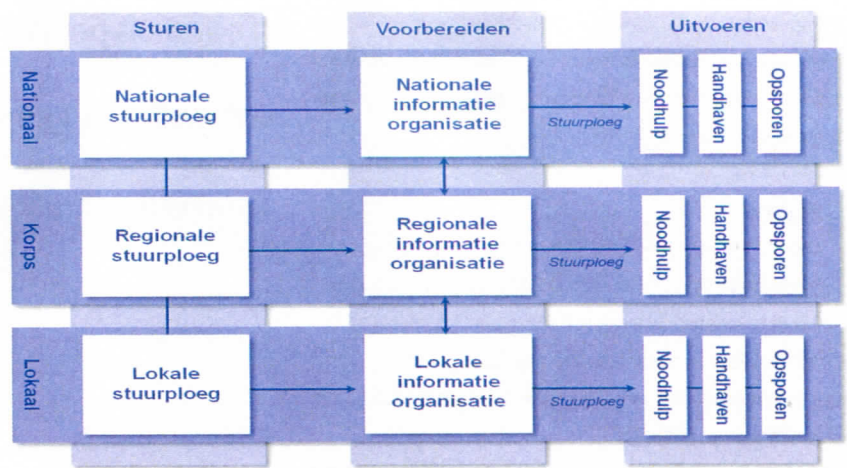 Sturen
Voorbereiden
Uitvoeren
Nationaal
Nationale
stuurploeg
Nationale
informatie
organisatie
Stuurploeg
Noodhulp
Handhaven
Opsporen
Korps
Regionale
stuurploeg
Regionale
informatie
organisatie
Stuurploeg
Noodhulp
Handhaven
Opsporen
Lokaal
Lokale
stuurploeg
Lokale
informatie
organisatie
Stuurploeg
Noodhulp
Handhaven
Opsporen